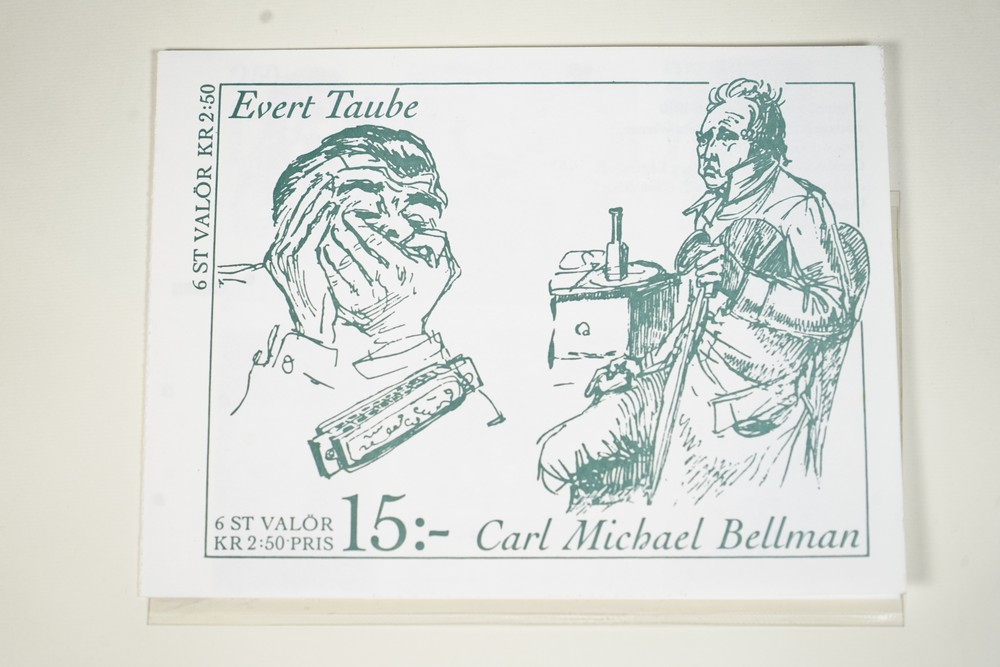 Evert Taube
6 ST VALÖR KR 2:50
6 ST VALÖR
KR 2:50 PRIS
15:-
Carl Michael Bellman